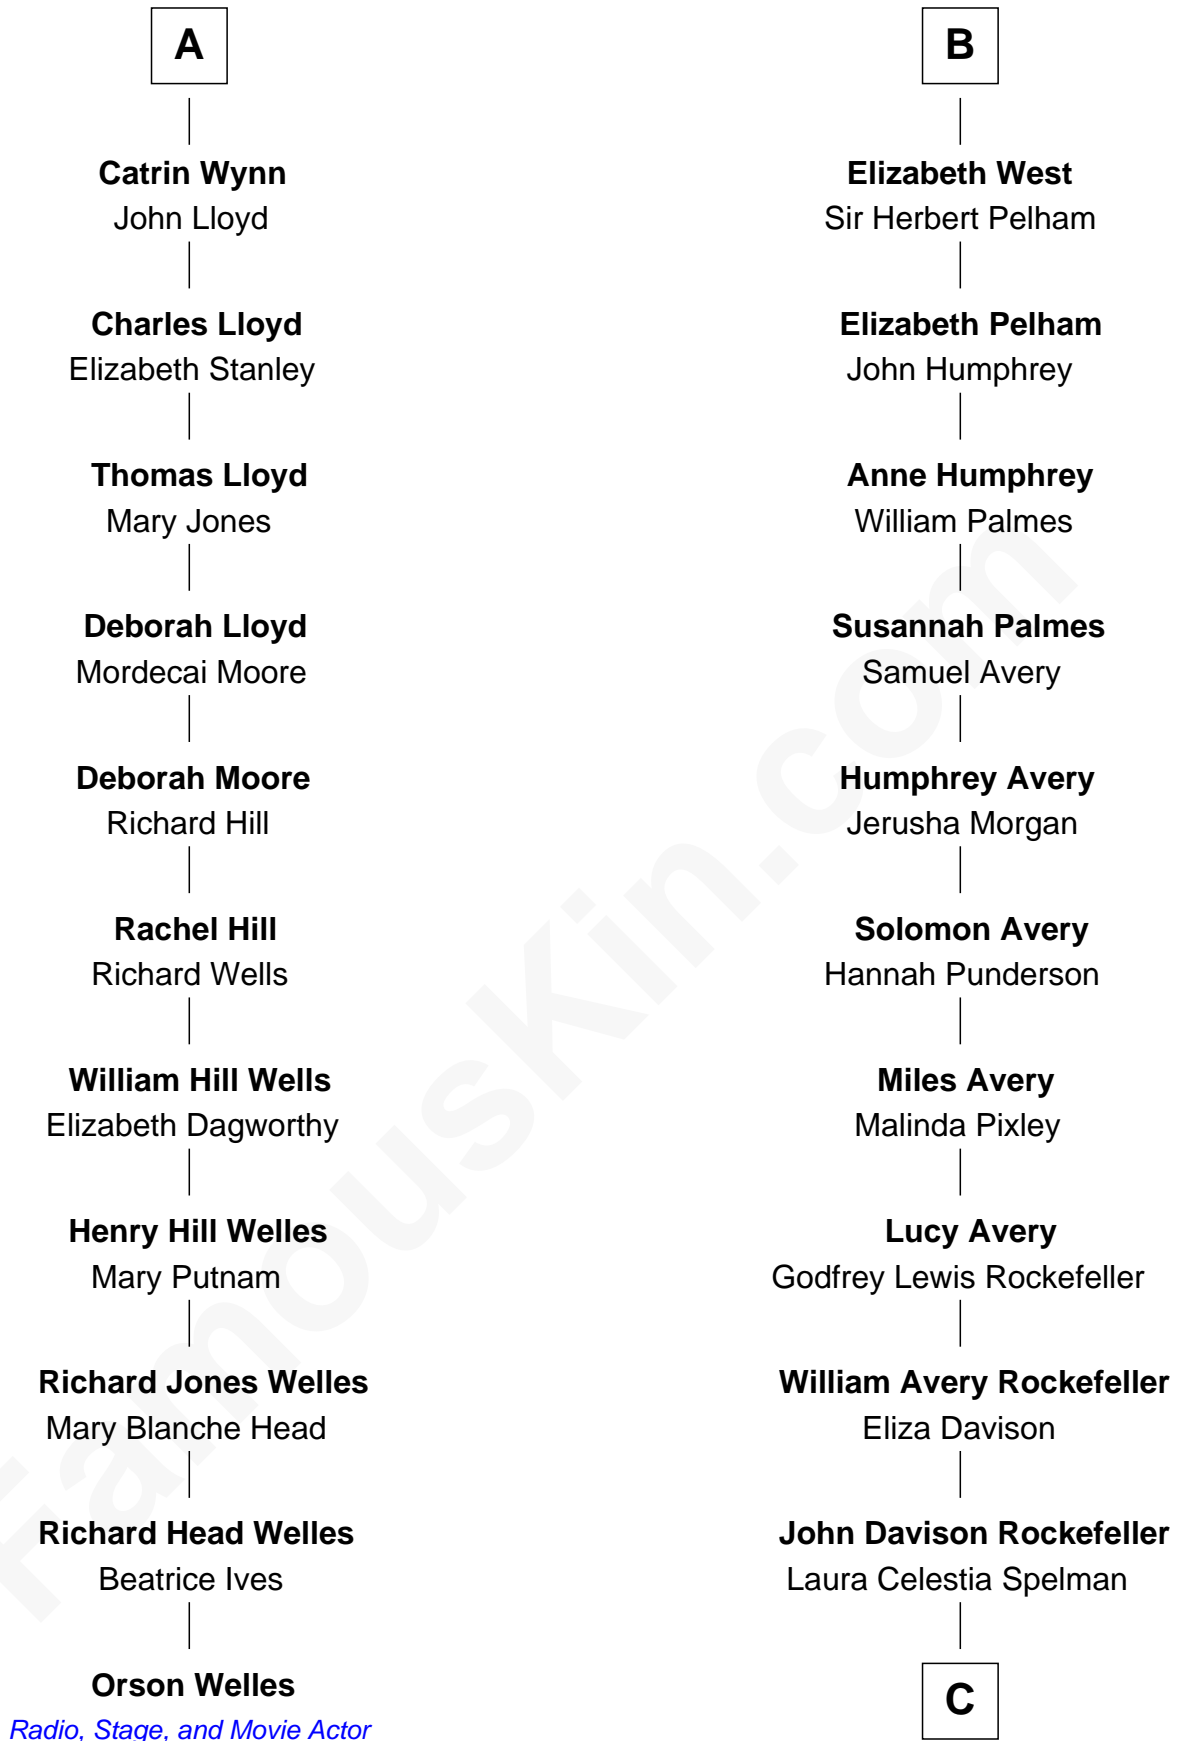 A
Catrin Wynn
John Lloyd
Charles Lloyd
Elizabeth Stanley
Thomas Lloyd
Mary Jones
Deborah Lloyd
Mordecai Moore
Deborah Moore
Richard Hill
Rachel Hill
Richard Wells
William Hill Wells
Elizabeth Dagworthy
Henry Hill Welles
Mary Putnam
Richard Jones Welles
Mary Blanche Head
Richard Head Welles
Beatrice Ives
Orson Welles
Radio, Stage, and Movie Actor
B
Elizabeth West
Sir Herbert Pelham
Elizabeth Pelham
John Humphrey
Anne Humphrey
William Palmes
Susannah Palmes
Samuel Avery
Humphrey Avery
Jerusha Morgan
Solomon Avery
Hannah Punderson
Miles Avery
Malinda Pixley
Lucy Avery
Godfrey Lewis Rockefeller
William Avery Rockefeller
Eliza Davison
John Davison Rockefeller
Laura Celestia Spelman
C
FamousKin.com